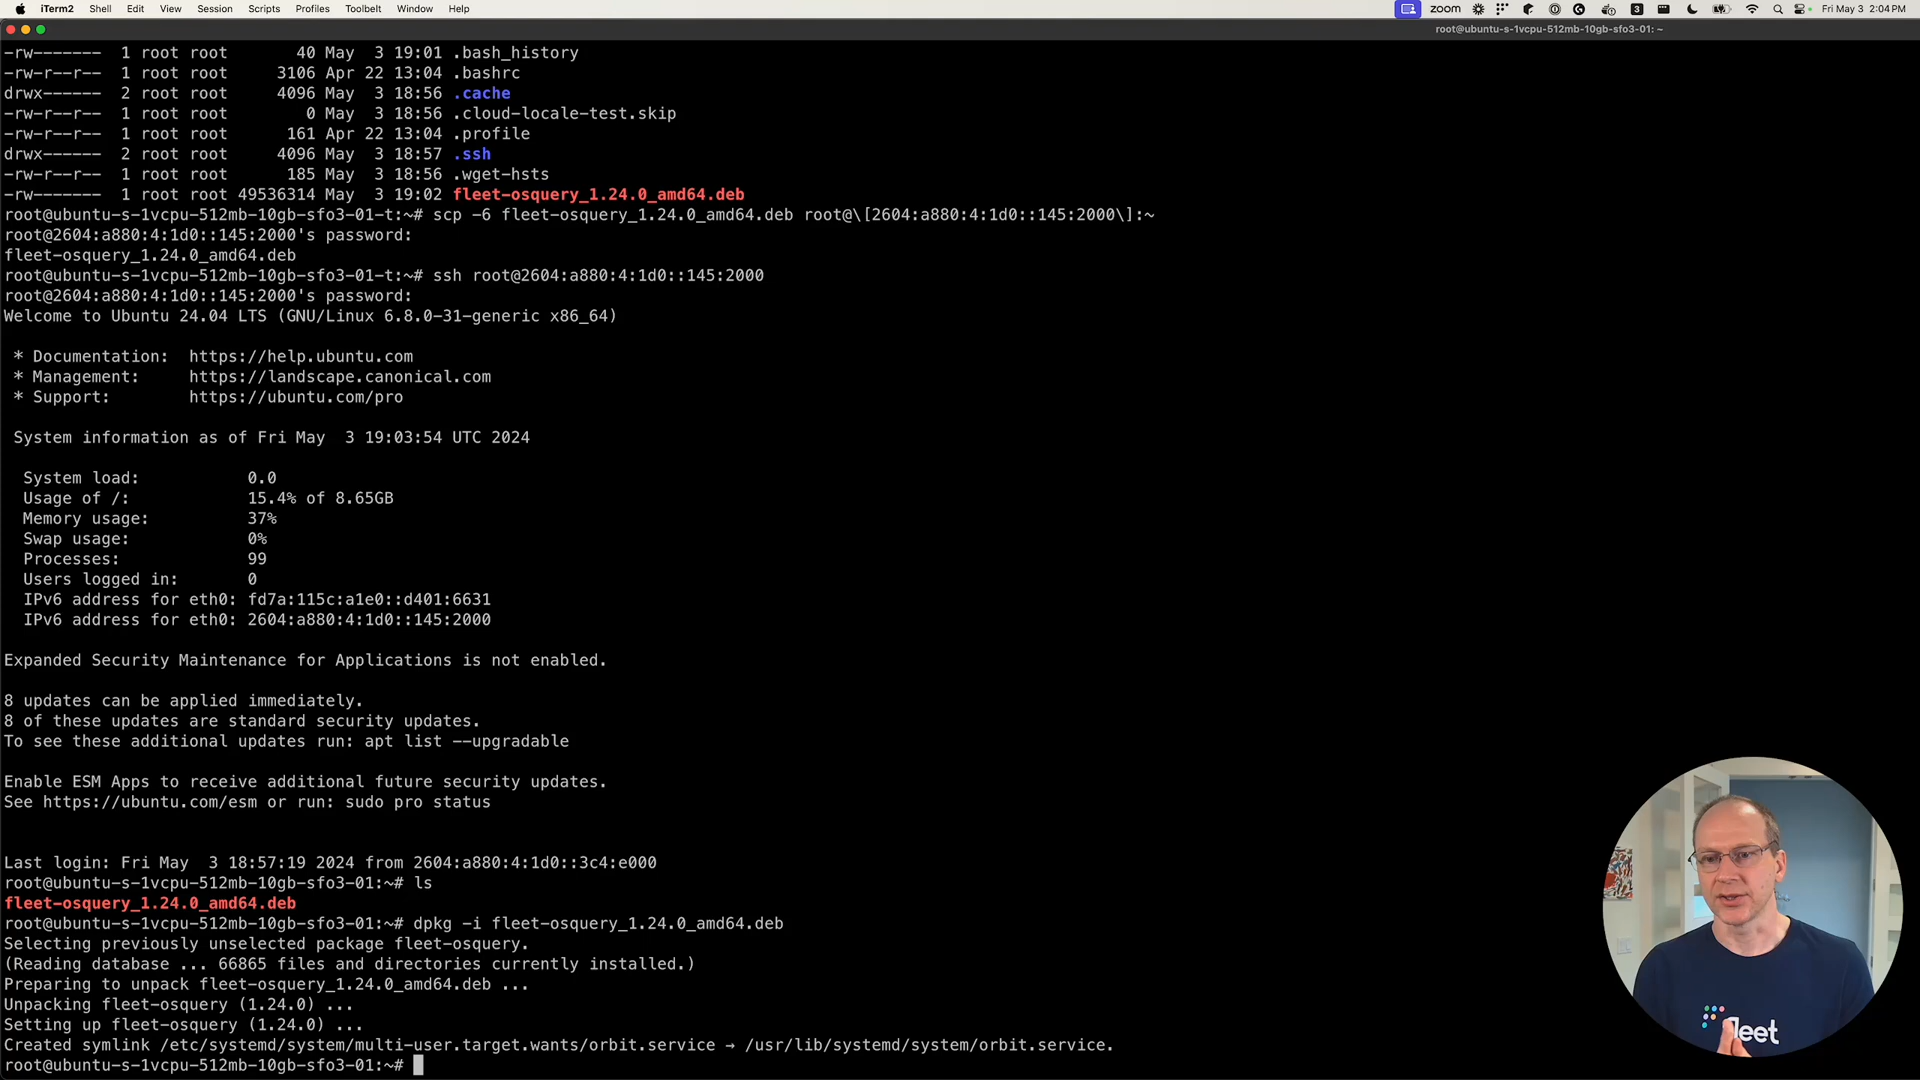 iTerm2 Shell Edit View Session Scripts Profiles Toolbelt Window Help zoom 3 Fri May 3 2:04 PM
root@ubuntu-s-1vcpu-512mb-10gb-sfo3-01: ~
-rw------- 1 root root 40 May 3 19:01 .bash_history
-rw-r--r-- 1 root root 3106 Apr 22 13:04 .bashrc
drwx------ 2 root root 4096 May 3 18:56 .cache
-rw-r--r-- 1 root root 0 May 3 18:56 .cloud-locale-test.skip
-rw-r--r-- 1 root root 161 Apr 22 13:04 .profile
drwx------ 2 root root 4096 May 3 18:57 .ssh
-rw-r--r-- 1 root root 185 May 3 18:56 .wget-hsts
-rw------- 1 root root 49536314 May 3 19:02 fleet-osquery_1.24.0_amd64.deb
root@ubuntu-s-1vcpu-512mb-10gb-sfo3-01-t:~# scp -6 fleet-osquery_1.24.0_amd64.deb root@\[2604:a880:4:1d0::145:2000\]:~
root@2604:a880:4:1d0::145:2000's password:
fleet-osquery_1.24.0_amd64.deb
root@ubuntu-s-1vcpu-512mb-10gb-sfo3-01-t:~# ssh root@2604:a880:4:1d0::145:2000
root@2604:a880:4:1d0::145:2000's password:
Welcome to Ubuntu 24.04 LTS (GNU/Linux 6.8.0-31-generic x86_64)
* Documentation: https://help.ubuntu.com
* Management: https://landscape.canonical.com
* Support: https://ubuntu.com/pro
System information as of Fri May 3 19:03:54 UTC 2024
System load: 0.0
Usage of /: 15.4% of 8.65GB
Memory usage: 37%
Swap usage: 0%
Processes: 99
Users logged in: 0
IPv6 address for eth0: fd7a:115c:a1e0::d401:6631
IPv6 address for eth0: 2604:a880:4:1d0::145:2000
Expanded Security Maintenance for Applications is not enabled.
8 updates can be applied immediately.
8 of these updates are standard security updates.
To see these additional updates run: apt list --upgradable
Enable ESM Apps to receive additional future security updates.
See https://ubuntu.com/esm or run: sudo pro status
Last login: Fri May 3 18:57:19 2024 from 2604:a880:4:1d0::3c4:e000
root@ubuntu-s-1vcpu-512mb-10gb-sfo3-01:~# ls
fleet-osquery_1.24.0_amd64.deb
root@ubuntu-s-1vcpu-512mb-10gb-sfo3-01:~# dpkg -i fleet-osquery_1.24.0_amd64.deb
Selecting previously unselected package fleet-osquery.
(Reading database ... 66865 files and directories currently installed.)
Preparing to unpack fleet-osquery_1.24.0_amd64.deb ...
Unpacking fleet-osquery (1.24.0) ...
Setting up fleet-osquery (1.24.0) ...
Created symlink /etc/systemd/system/multi-user.target.wants/orbit.service → /usr/lib/systemd/system/orbit.service.
root@ubuntu-s-1vcpu-512mb-10gb-sfo3-01:~#
fleet